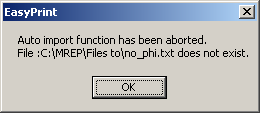 EasyPrint
Auto import function has been aborted.
File :C:\MREP\Files to\no_phi.txt does not exist.
OK